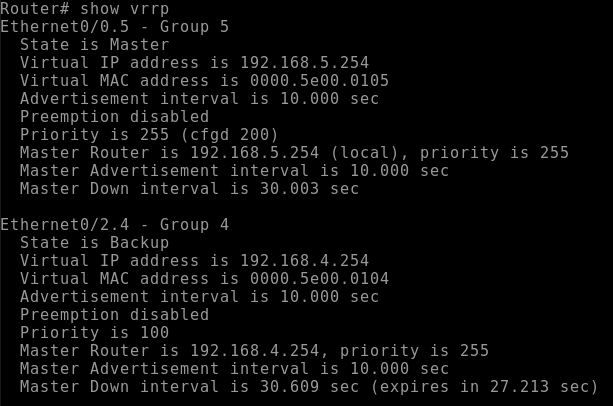 Router# show vrrp
Ethernet0/0.5 - Group 5
State is Master
Virtual IP address is 192.168.5.254
Virtual MAC address is 0000.5e00.0105
Advertisement interval is 10.000 sec
Preemption disabled
Priority is 255 (cfgd 200)
Master Router is 192.168.5.254 (local), priority is 255
Master Advertisement interval is 10.000 sec
Master Down interval is 30.003 sec
Ethernet0/2.4 - Group 4
State is Backup
Virtual IP address is 192.168.4.254
Virtual MAC address is 0000.5e00.0104
Advertisement interval is 10.000 sec
Preemption disabled
Priority is 100
Master Router is 192.168.4.254, priority is 255
Master Advertisement interval is 10.000 sec
Master Down interval is 30.609 sec (expires in 27.213 sec)